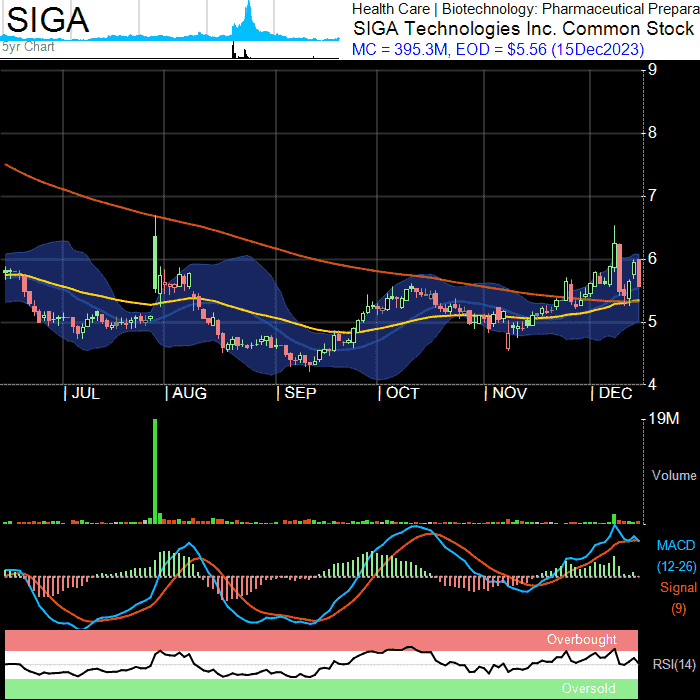 SIGA
5yr Chart
Health Care | Biotechnology: Pharmaceutical Prepara
SIGA Technologies Inc. Common Stock
MC = 395.3M, EOD = $5.56 (15Dec2023)
9
8
7
6
5
4
| JUL | AUG | SEP | OCT | NOV | DEC
19M
Volume
MACD
(12-26)
Signal
(9)
Overbought
RSI(14)
Oversold